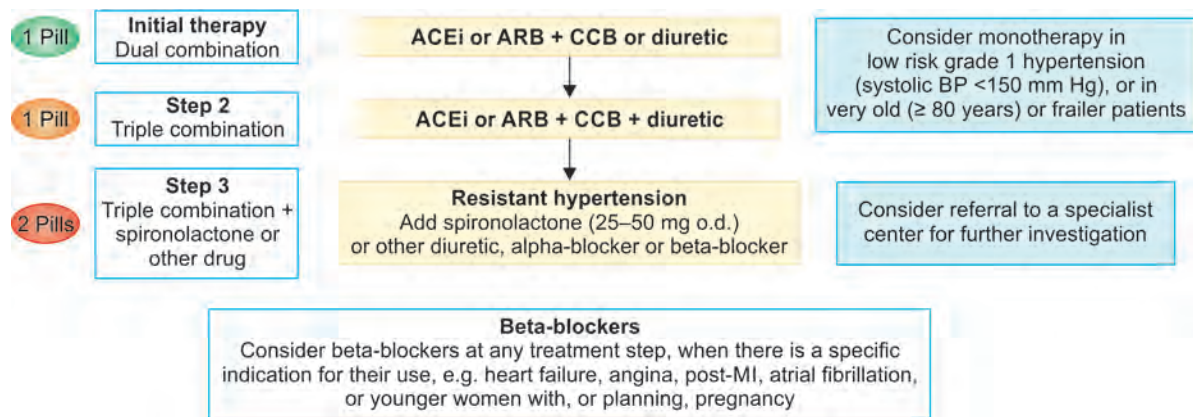 1 Pill
Initial therapy
Dual combination
ACEi or ARB + CCB or diuretic
Consider monotherapy in
low risk grade 1 hypertension
(systolic BP <150 mm Hg), or in
very old (≥ 80 years) or frailer patients
1 Pill
Step 2
Triple combination
ACEi or ARB + CCB + diuretic
2 Pills
Step 3
Triple combination +
spironolactone or
other drug
Resistant hypertension
Add spironolactone (25–50 mg o.d.)
or other diuretic, alpha-blocker or beta-blocker
Consider referral to a specialist
center for further investigation
Beta-blockers
Consider beta-blockers at any treatment step, when there is a specific
indication for their use, e.g. heart failure, angina, post-MI, atrial fibrillation,
or younger women with, or planning, pregnancy